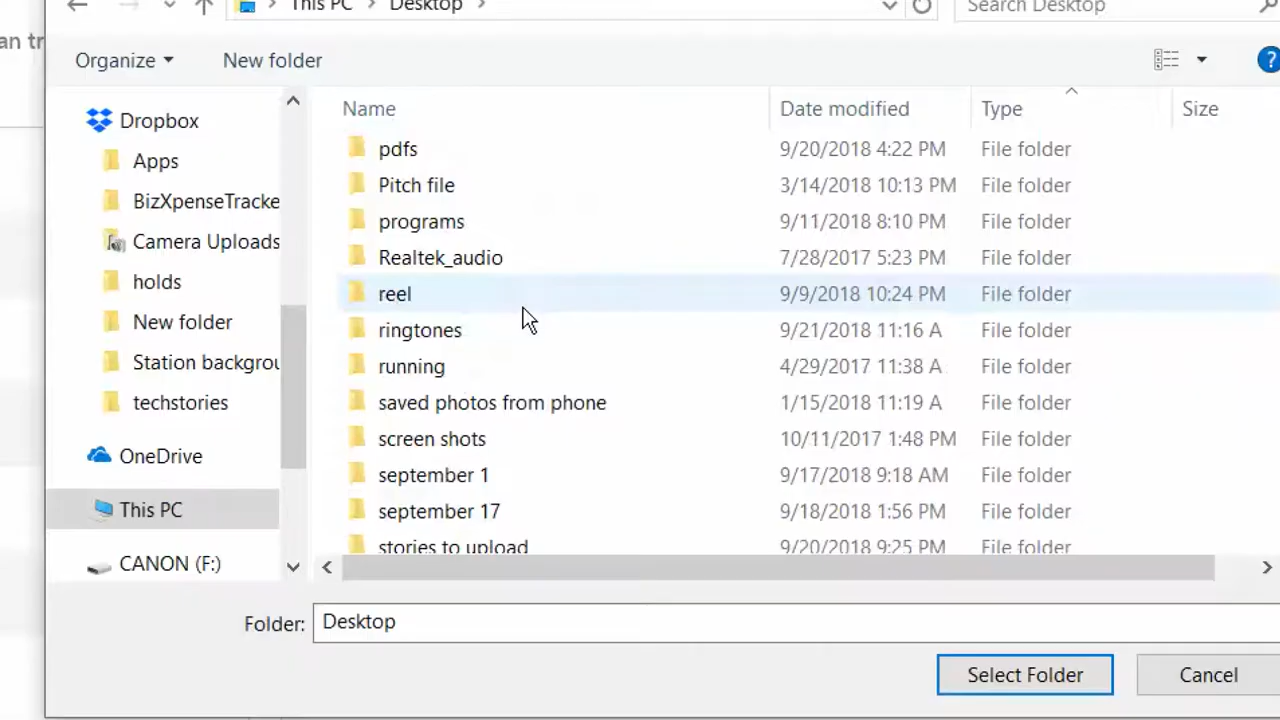 This PC Desktop
Search Desktop
an tr
Organize
New folder
?
Name Date modified Type Size
Dropbox
Apps
BizXpenseTracke
Camera Uploads
holds
New folder
Station backgrou
techstories
OneDrive
This PC
CANON (F:)
pdfs 9/20/2018 4:22 PM File folder
Pitch file 3/14/2018 10:13 PM File folder
programs 9/11/2018 8:10 PM File folder
Realtek_audio 7/28/2017 5:23 PM File folder
reel 9/9/2018 10:24 PM File folder
ringtones 9/21/2018 11:16 A File folder
running 4/29/2017 11:38 A File folder
saved photos from phone 1/15/2018 11:19 A File folder
screen shots 10/11/2017 1:48 PM File folder
september 1 9/17/2018 9:18 AM File folder
september 17 9/18/2018 1:56 PM File folder
stories to upload 9/20/2018 9:25 PM File folder
Folder: Desktop
Select Folder Cancel